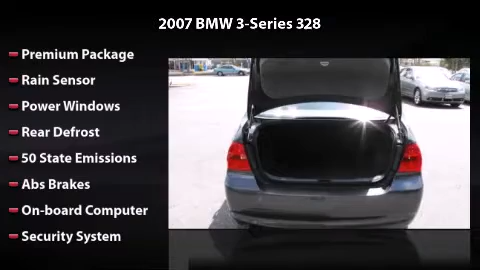 2007 BMW 3-Series 328
Premium Package
Rain Sensor
Power Windows
Rear Defrost
50 State Emissions
Abs Brakes
On-board Computer
Security System